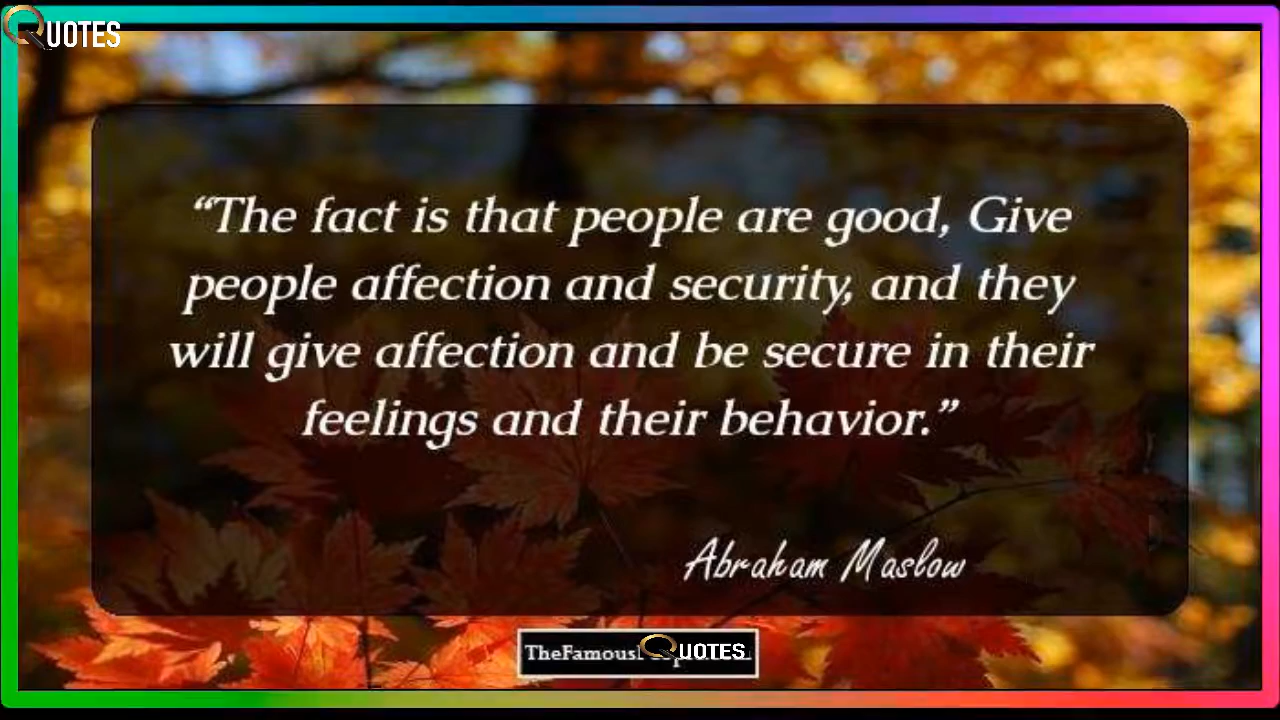 QUOTES
“The fact is that people are good, Give
people affection and security, and they
will give affection and be secure in their
feelings and their behavior.”
Abraham Maslow
TheFamous QUOTES